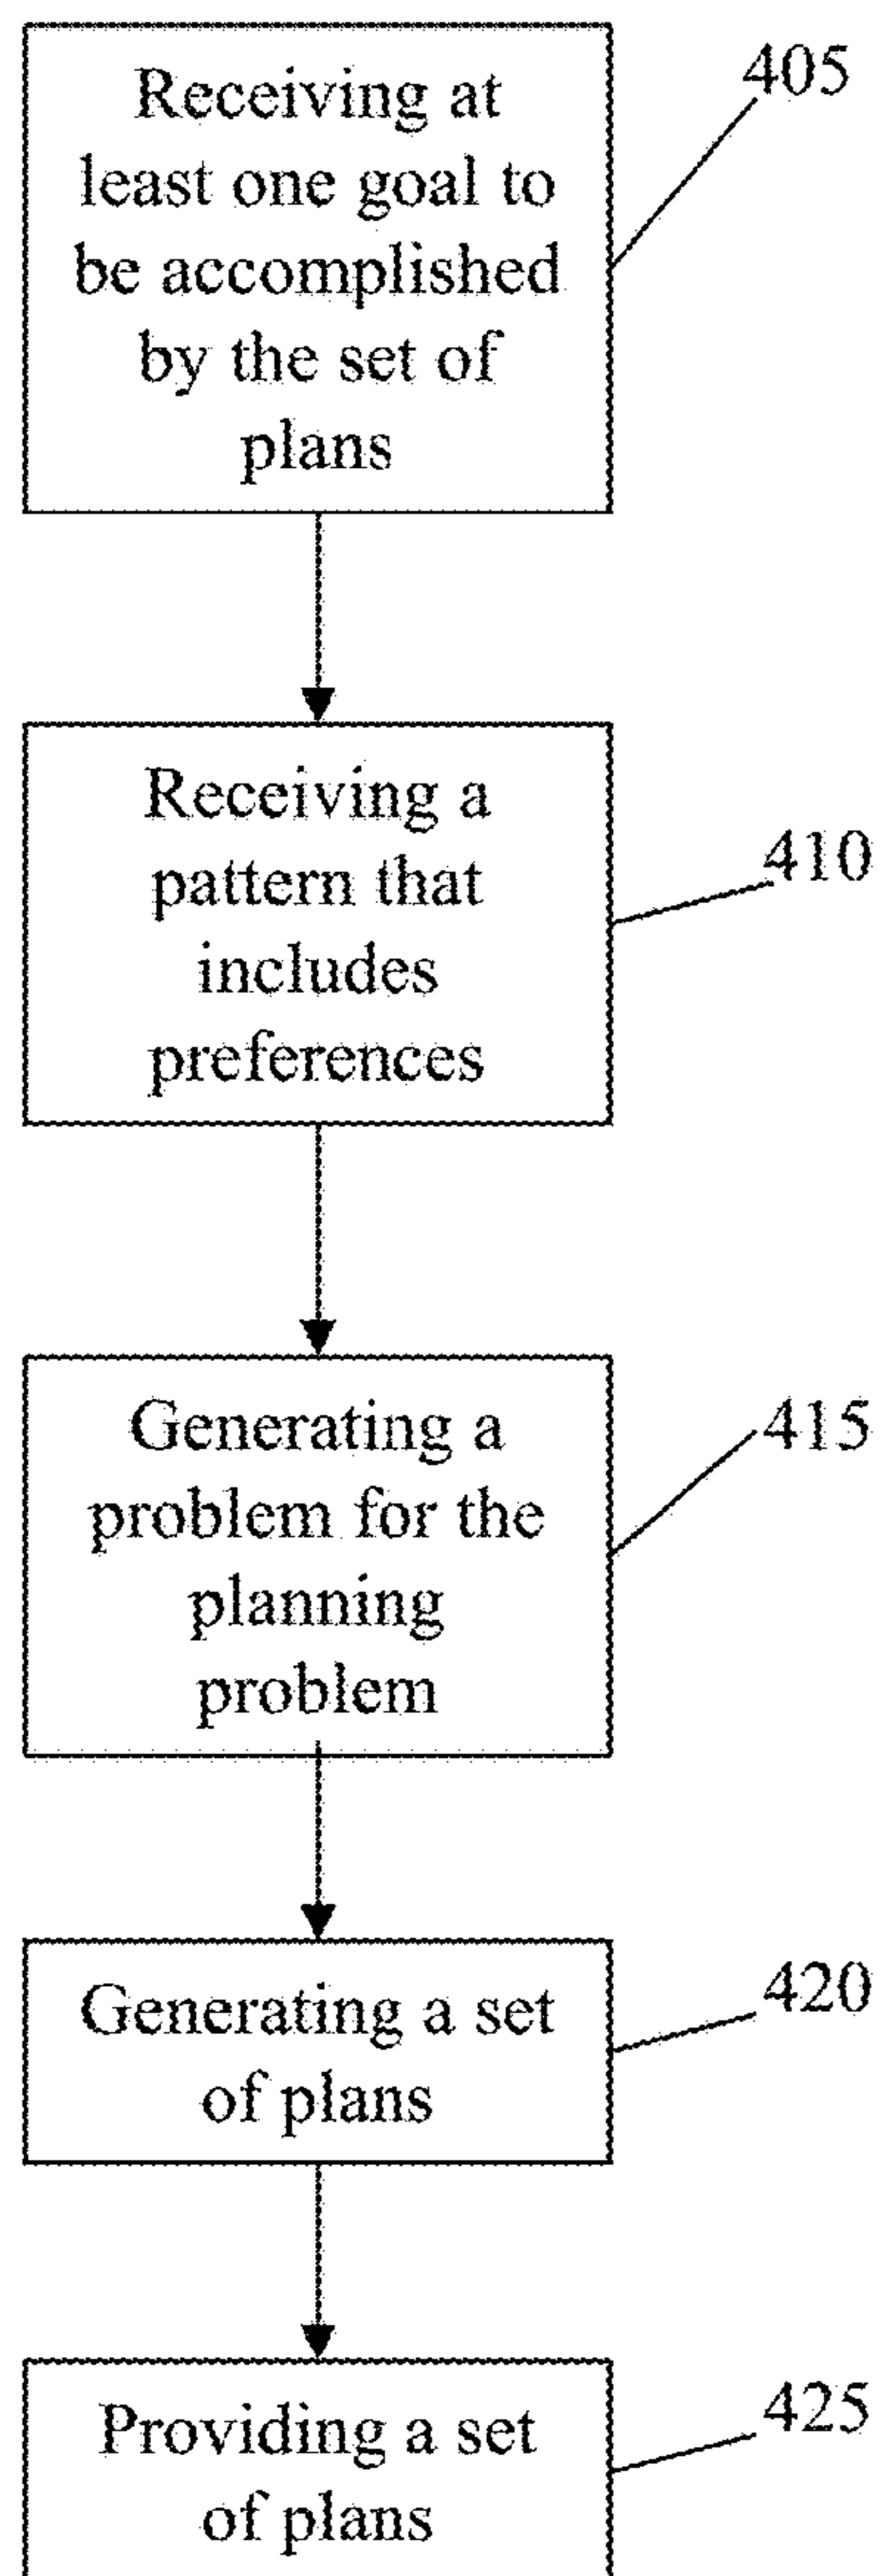 Receiving at
least one goal to
be accomplished
by the set of
plans
405
Receiving a
pattern that
includes
preferences
410
Generating a
problem for the
planning
problem
415
Generating a set
of plans
420
Providing a set
of plans
425